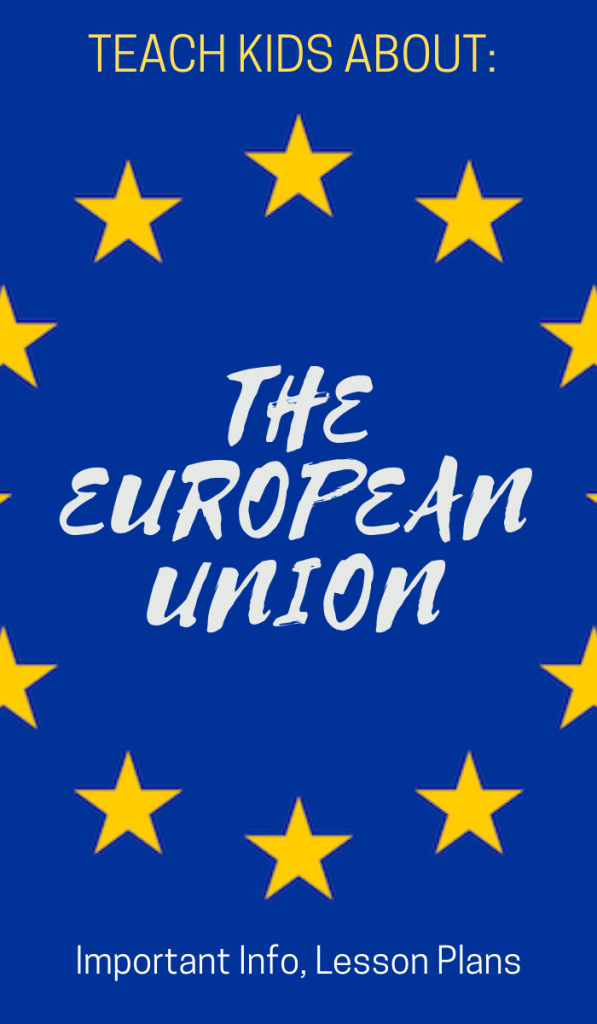 TEACH KIDS ABOUT:
THE
EUROPEAN
UNION
Important Info, Lesson Plans